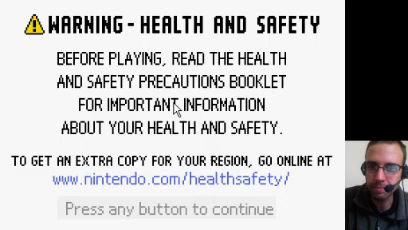 WARNING - HEALTH AND SAFETY
BEFORE PLAYING, READ THE HEALTH
AND SAFETY PRECAUTIONS BOOKLET
FOR IMPORTANT INFORMATION
ABOUT YOUR HEALTH AND SAFETY.
TO GET AN EXTRA COPY FOR YOUR REGION, GO ONLINE AT
www.nintendo.com/healthsafety/
Press any button to continue